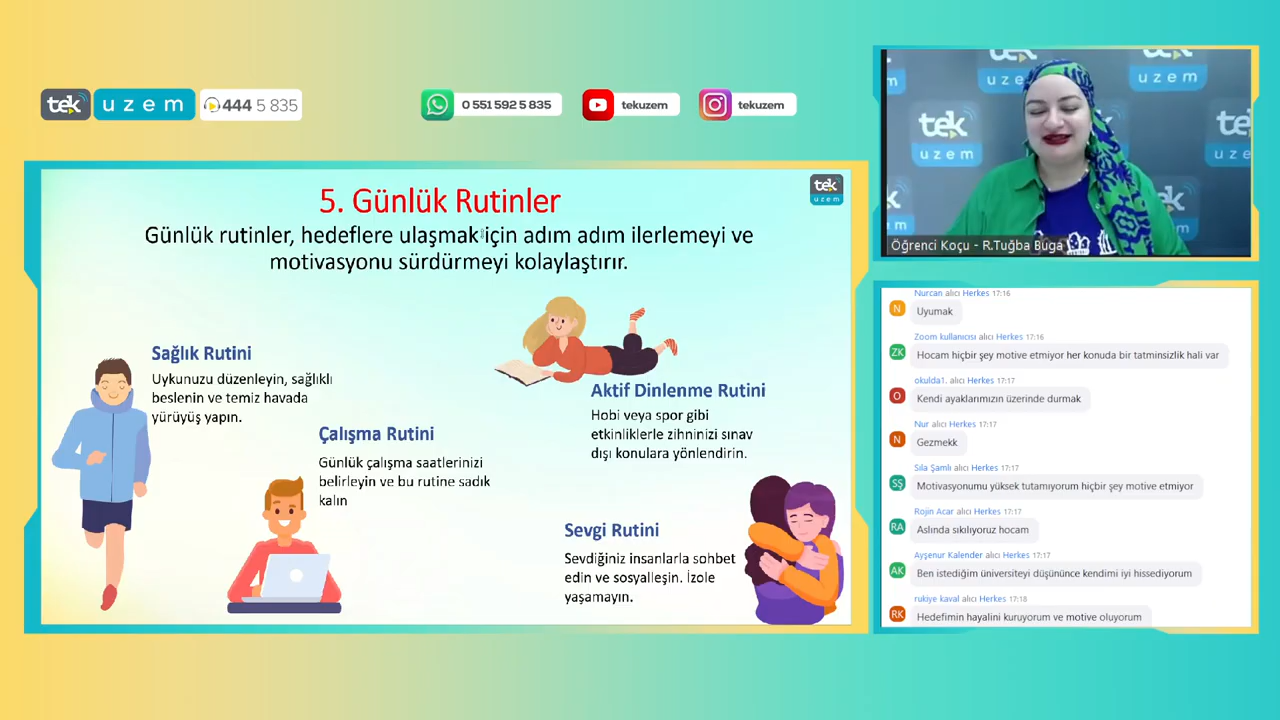 tek uzem 444 5 835
0 551 592 5 835
tekuzem
tekuzem
tek
uzem
5. Günlük Rutinler
Günlük rutinler, hedeflere ulaşmak için adım adım ilerlemeyi ve
motivasyonu sürdürmeyi kolaylaştırır.
Sağlık Rutini
Uykunuzu düzenleyin, sağlıklı
beslenin ve temiz havada
yürüyüş yapın.
Çalışma Rutini
Günlük çalışma saatlerinizi
belirleyin ve bu rutine sadık
kalın
Aktif Dinlenme Rutini
Hobi veya spor gibi
etkinliklerle zihninizi sınav
dışı konulara yönlendirin.
Sevgi Rutini
Sevdiğiniz insanlarla sohbet
edin ve sosyalleşin. İzole
yaşamayın.
tek
uzem
uzem
uzem
Öğrenci Koçu - R.Tuğba Buga
Nurcan alıcı Herkes 17:16
N
Uyumak
Zoom kullanıcısı alıcı Herkes 17:16
ZK
Hocam hiçbir şey motive etmiyor her konuda bir tatminsizlik hali var
okulda1. alıcı Herkes 17:17
O
Kendi ayaklarımızın üzerinde durmak
Nur alıcı Herkes 17:17
N
Gezmekk
Sıla Şamlı alıcı Herkes 17:17
SŞ
Motivasyonumu yüksek tutamıyorum hiçbir şey motive etmiyor
Rojin Acar alıcı Herkes 17:17
RA
Aslında sıkılıyoruz hocam
Ayşenur Kalender alıcı Herkes 17:17
AK
Ben istediğim üniversiteyi düşününce kendimi iyi hissediyorum
rukiye kaval alıcı Herkes 17:18
RK
Hedefimin hayalini kuruyorum ve motive oluyorum